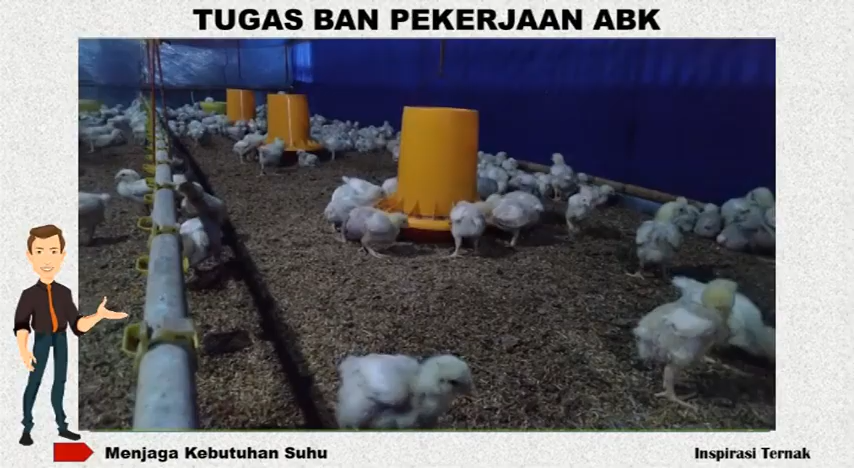 TUGAS BAN PEKERJAAN ABK
Menjaga Kebutuhan Suhu
Inspirasi Ternak